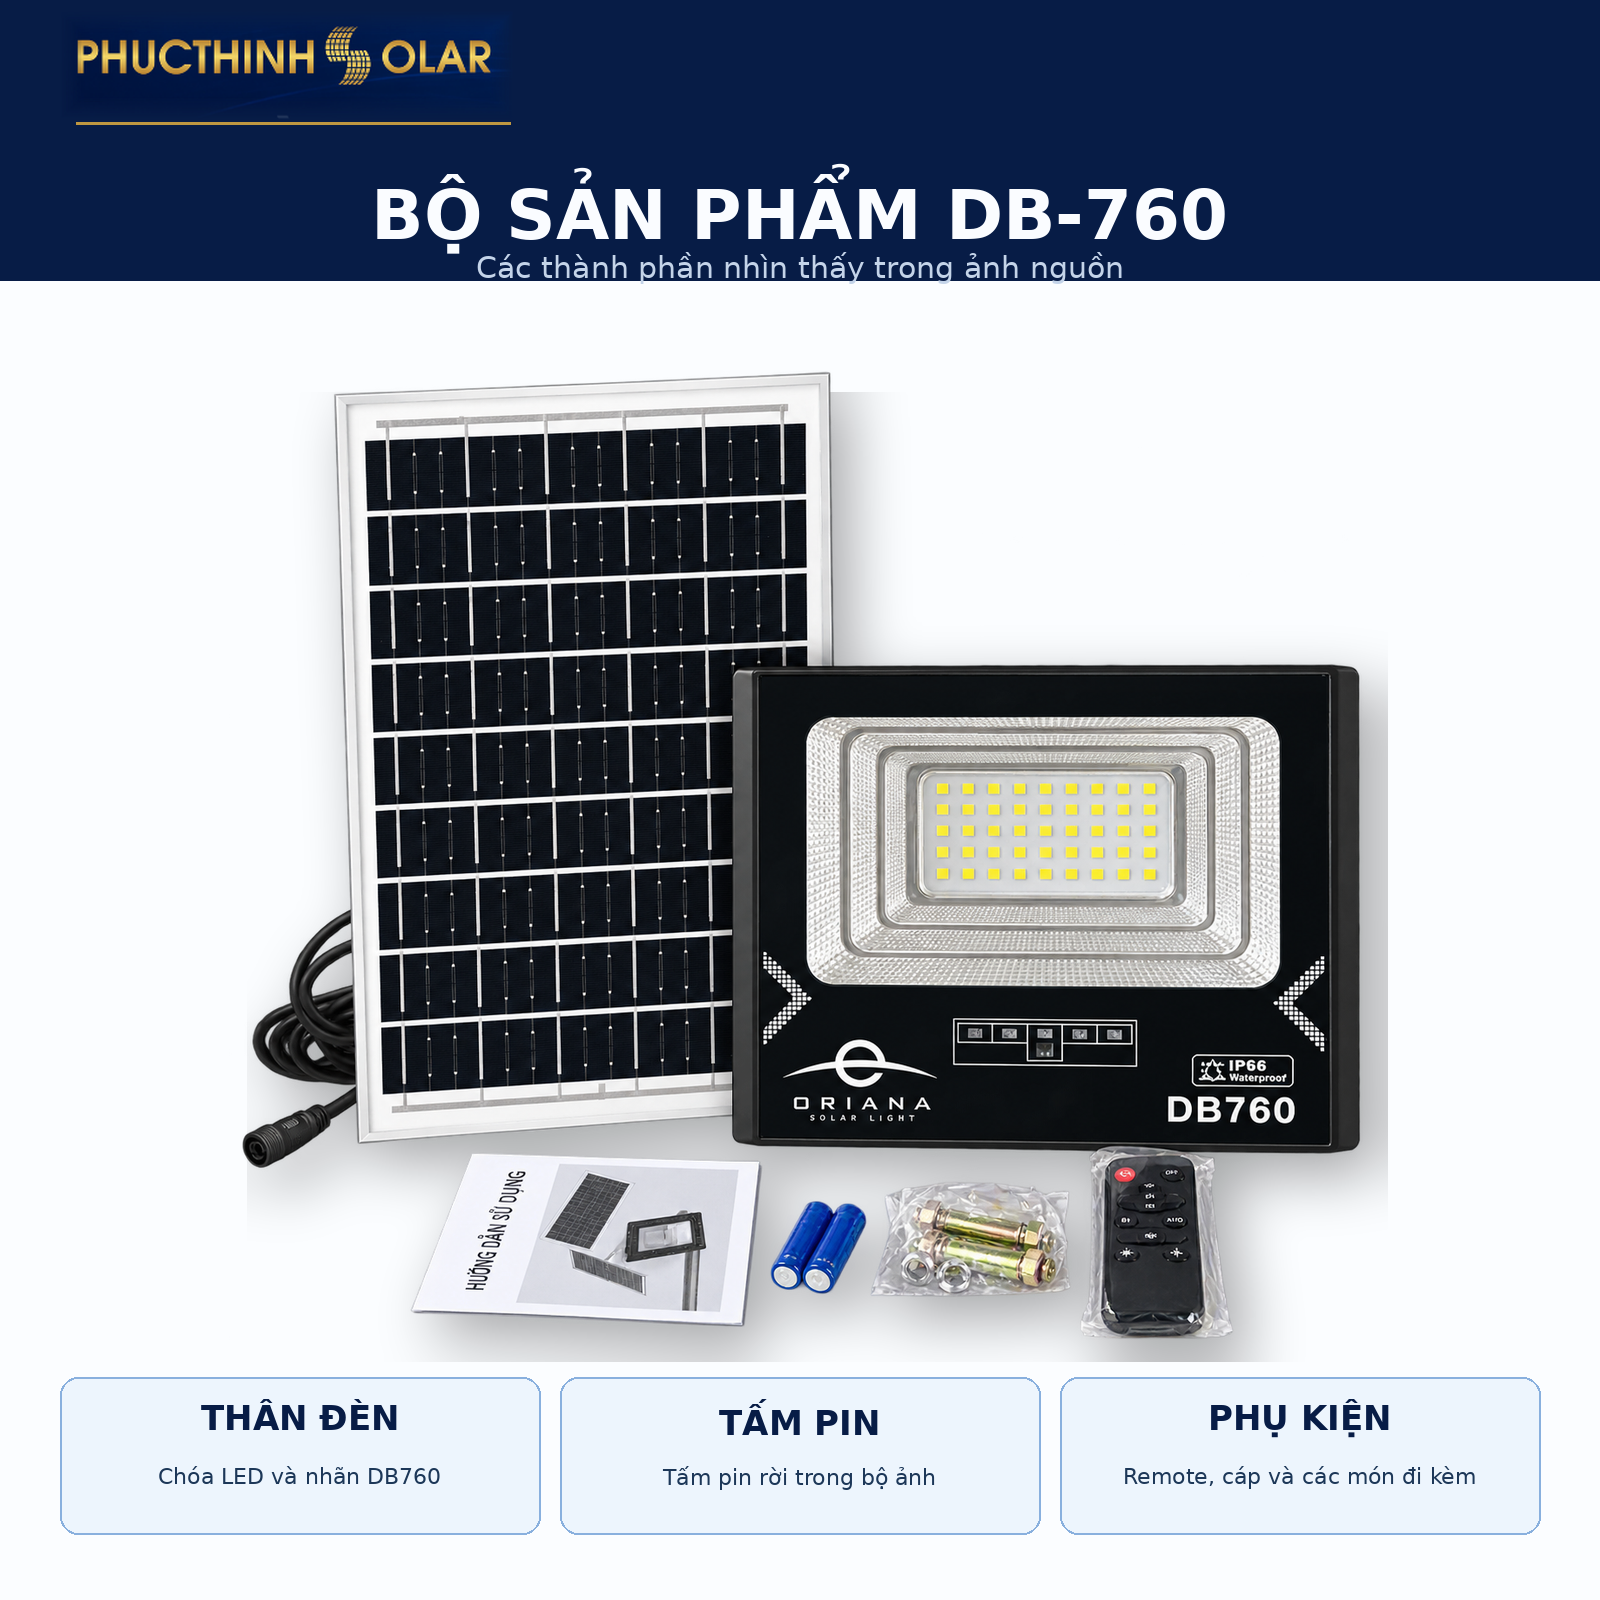 PHUCTHINH SOLAR
BỘ SẢN PHẨM DB-760
Các thành phần nhìn thấy trong ảnh nguồn
IP66
Waterproof
DB760
ORIANA
SOLAR LIGHT
HƯỚNG DẪN SỬ DỤNG
OFF
THÂN ĐÈN
Chóa LED và nhãn DB760
TẤM PIN
Tấm pin rời trong bộ ảnh
PHỤ KIỆN
Remote, cáp và các món đi kèm